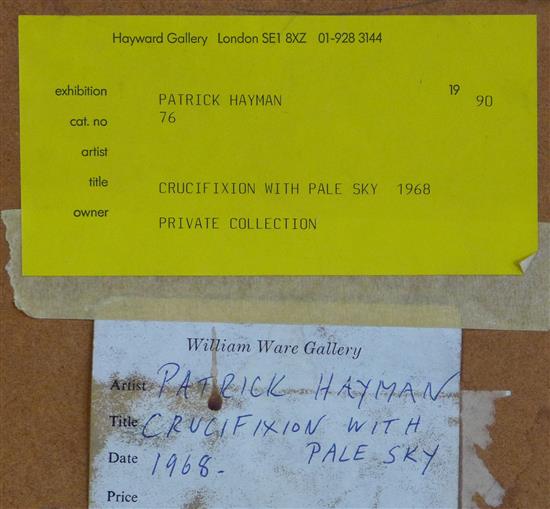 Hayward Gallery London SE1 8XZ 01-928 3144
exhibition PATRICK HAYMAN 19 90
cat. no 76
artist
title CRUCIFIXION WITH PALE SKY 1968
owner PRIVATE COLLECTION
William Ware Gallery
Artist PATRICK HAYMAN
Title CRUCIFIXION WITH
PALE SKY
Date 1968.
Price